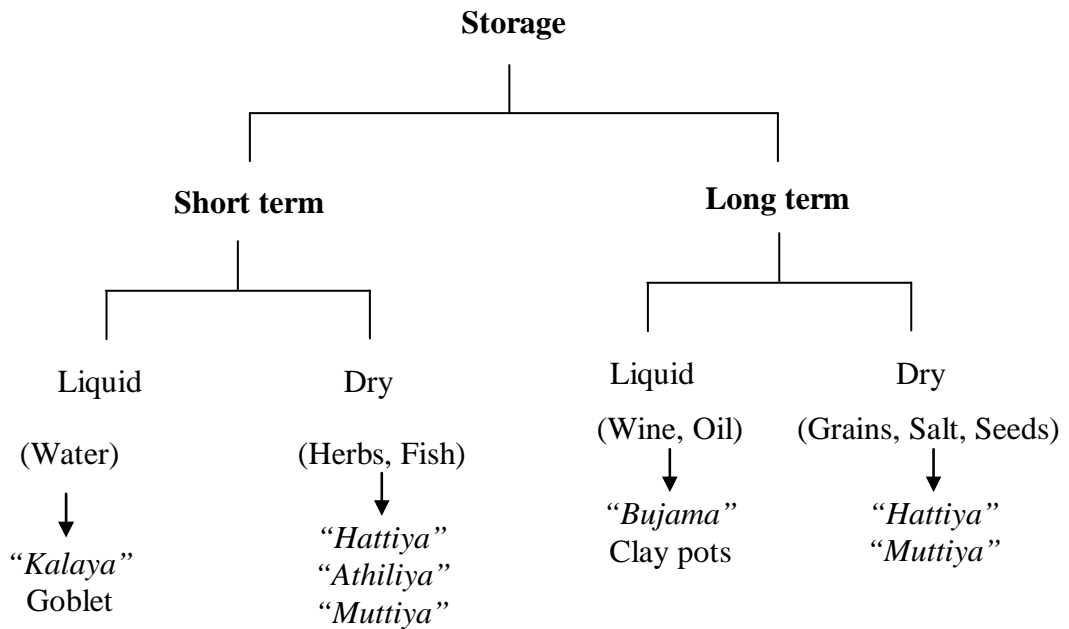 Storage
Short term
Long term
Liquid
Dry
Liquid
Dry
(Water)
(Herbs, Fish)
(Wine, Oil)
(Grains, Salt, Seeds)
“Kalaya”
Goblet
“Hattiya”
“Athiliya”
“Muttiya”
“Bujama”
Clay pots
“Hattiya”
“Muttiya”